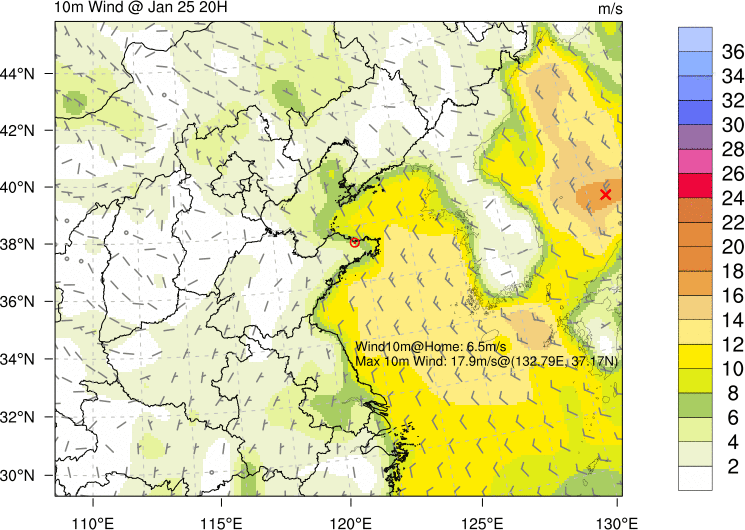 10m Wind @ Jan 25 20H
m/s
44°N
42°N
40°N
38°N
36°N
34°N
32°N
30°N
Wind10m@Home: 6.5m/s
Max 10m Wind: 17.9m/s@(132.79E, 37.17N)
110°E
115°E
120°E
125°E
130°E
36
34
32
30
28
26
24
22
20
18
16
14
12
10
8
6
4
2